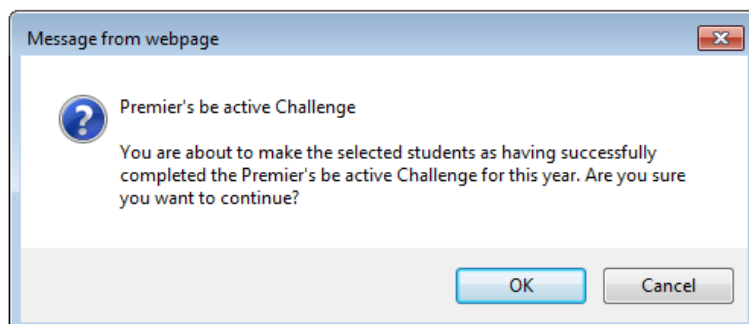 Message from webpage
Premier's be active Challenge
You are about to make the selected students as having successfully
completed the Premier's be active Challenge for this year. Are you sure
you want to continue?
OK
Cancel